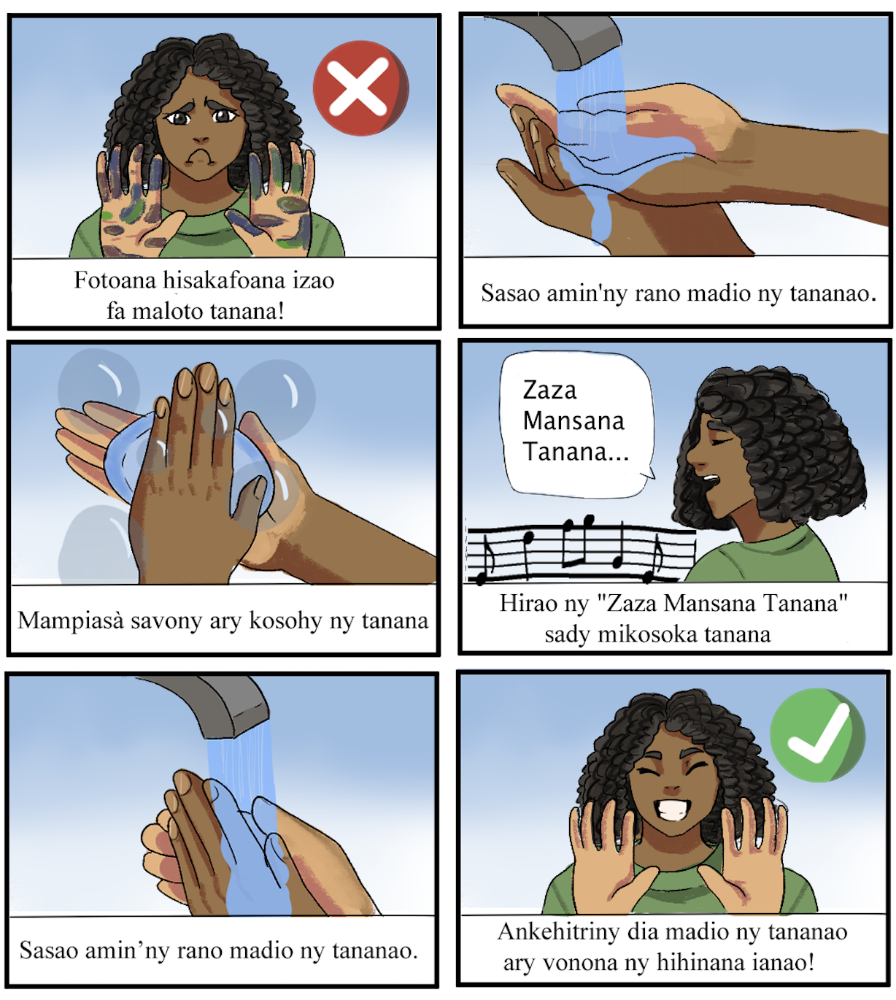 Fotoana hisakafoana izao
fa maloto tanana!
Sasao amin'ny rano madio ny tananao.
Mampiasà savony ary kosohy ny tanana
Zaza
Mansana
Tanana...
Hirao ny "Zaza Mansana Tanana"
sady mikosoka tanana
Sasao amin’ny rano madio ny tananao.
Ankehitriny dia madio ny tananao
ary vonona ny hihinana ianao!